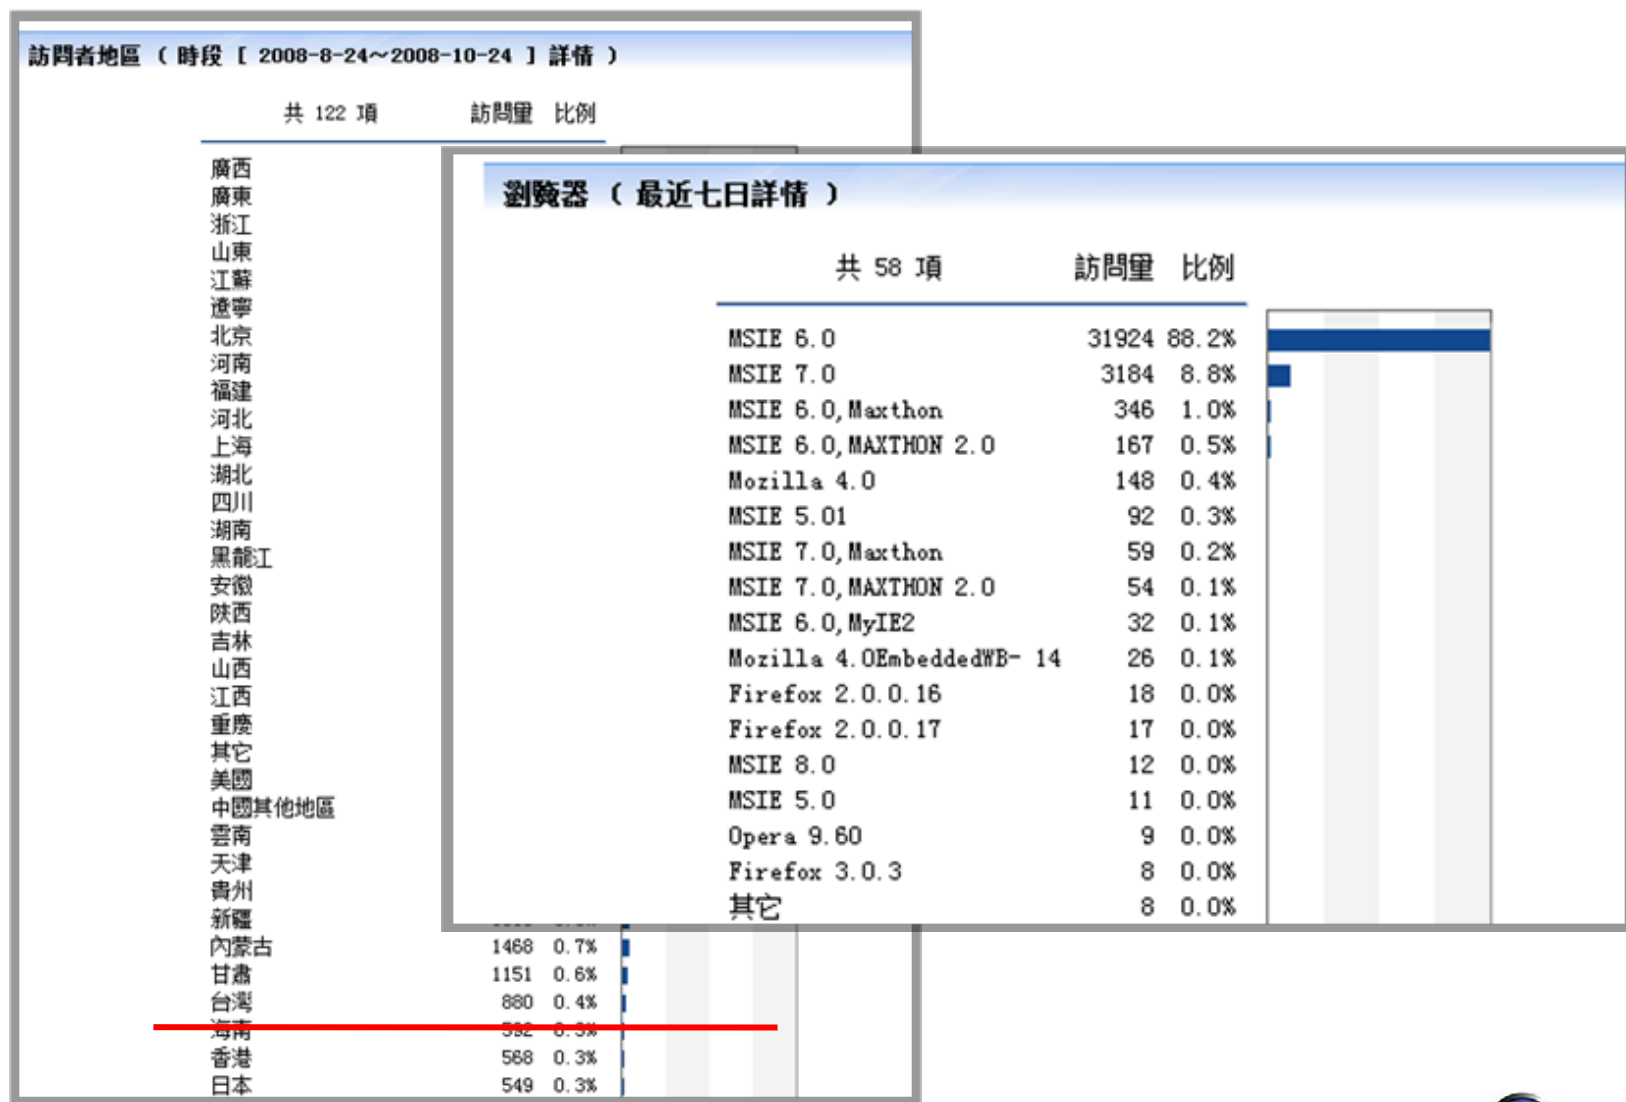 訪問者地區 ( 時段 [ 2008-8-24～2008-10-24 ] 詳情 )
共 122 項 訪問量 比例
廣西
廣東
浙江
山東
江蘇
遼寧
北京
河南
福建
河北
上海
湖北
四川
湖南
黑龍江
安徽
陜西
吉林
山西
江西
重慶
其它
美國
中國其他地區
雲南
天津
貴州
新疆
內蒙古 1468 0.7%
甘肅 1151 0.6%
台灣 880 0.4%
海南 592 0.3%
香港 568 0.3%
日本 549 0.3%
瀏覽器 ( 最近七日詳情 )
共 58 項 訪問量 比例
MSIE 6.0 31924 88.2%
MSIE 7.0 3184 8.8%
MSIE 6.0,Maxthon 346 1.0%
MSIE 6.0,MAXTHON 2.0 167 0.5%
Mozilla 4.0 148 0.4%
MSIE 5.01 92 0.3%
MSIE 7.0,Maxthon 59 0.2%
MSIE 7.0,MAXTHON 2.0 54 0.1%
MSIE 6.0,MyIE2 32 0.1%
Mozilla 4.0EmbeddedWB- 14 26 0.1%
Firefox 2.0.0.16 18 0.0%
Firefox 2.0.0.17 17 0.0%
MSIE 8.0 12 0.0%
MSIE 5.0 11 0.0%
Opera 9.60 9 0.0%
Firefox 3.0.3 8 0.0%
其它 8 0.0%